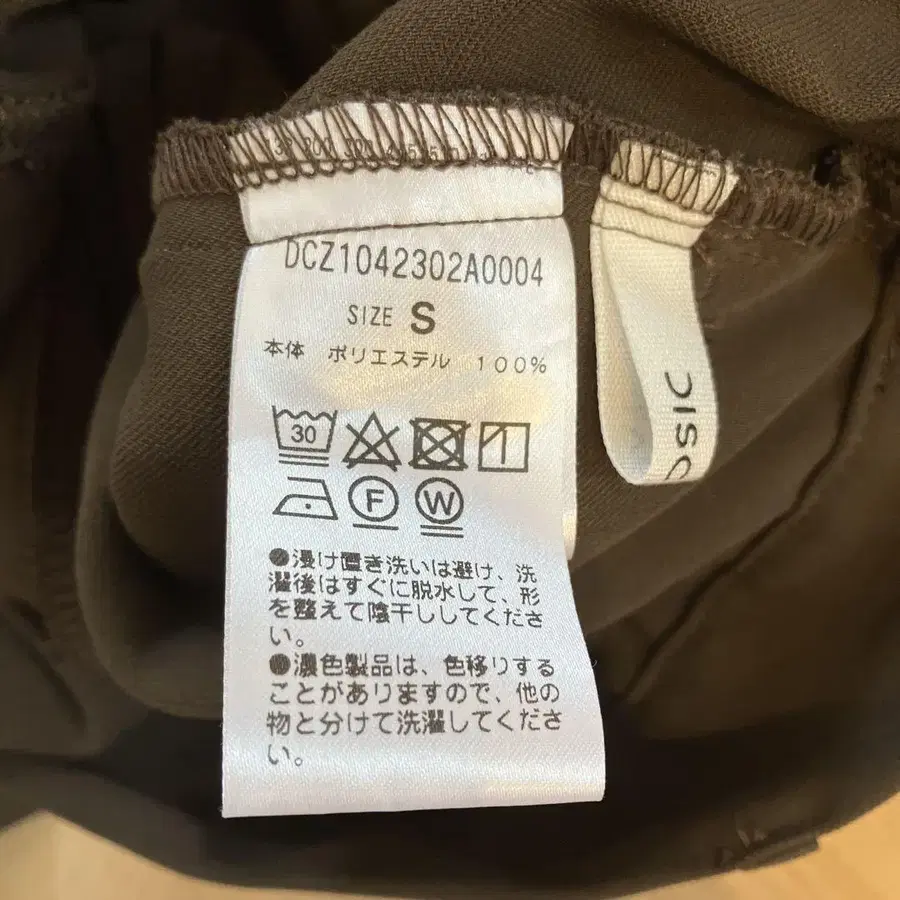 DCZ1042302A0004
SIZE S
本体 ポリエステル 100%
30
F W
●浸け置き洗いは避け、洗
濯後はすぐに脱水して、形
を整えて陰干ししてくださ
い。
●濃色製品は、色移りする
ことがありますので、他の
物と分けて洗濯してくださ
い。
SIC